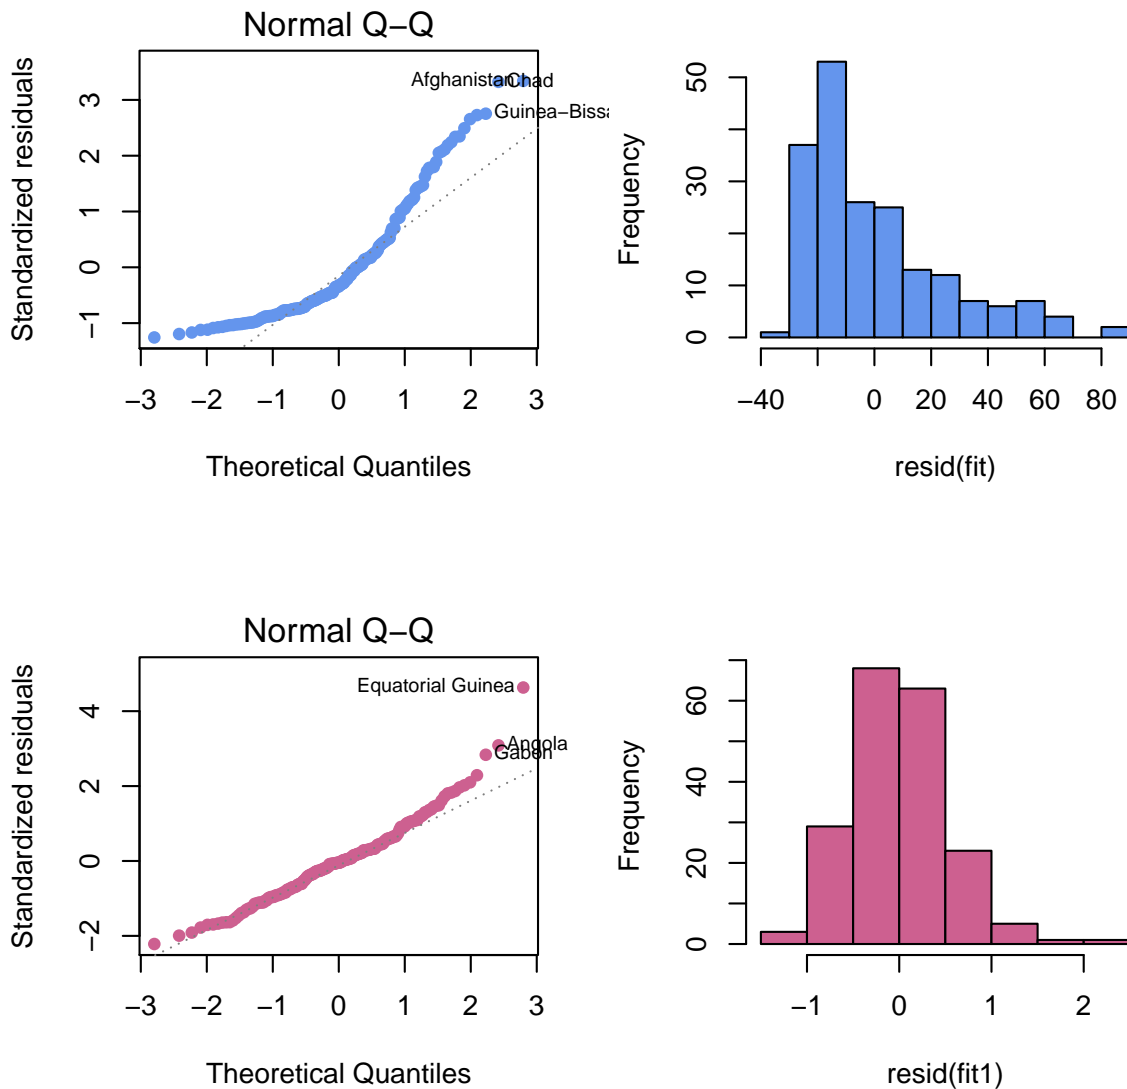 Normal Q−Q
Standardized residuals
3
2
1
0
−1
Afghanistan
Chad
Guinea−Bissa
−3 −2 −1 0 1 2 3
Theoretical Quantiles
Frequency
50
30
10
0
−40 0 20 40 60 80
resid(fit)
Normal Q−Q
Standardized residuals
4
2
0
−2
Equatorial Guinea
Angola
Gabon
−3 −2 −1 0 1 2 3
Theoretical Quantiles
Frequency
60
40
20
0
−1 0 1 2
resid(fit1)